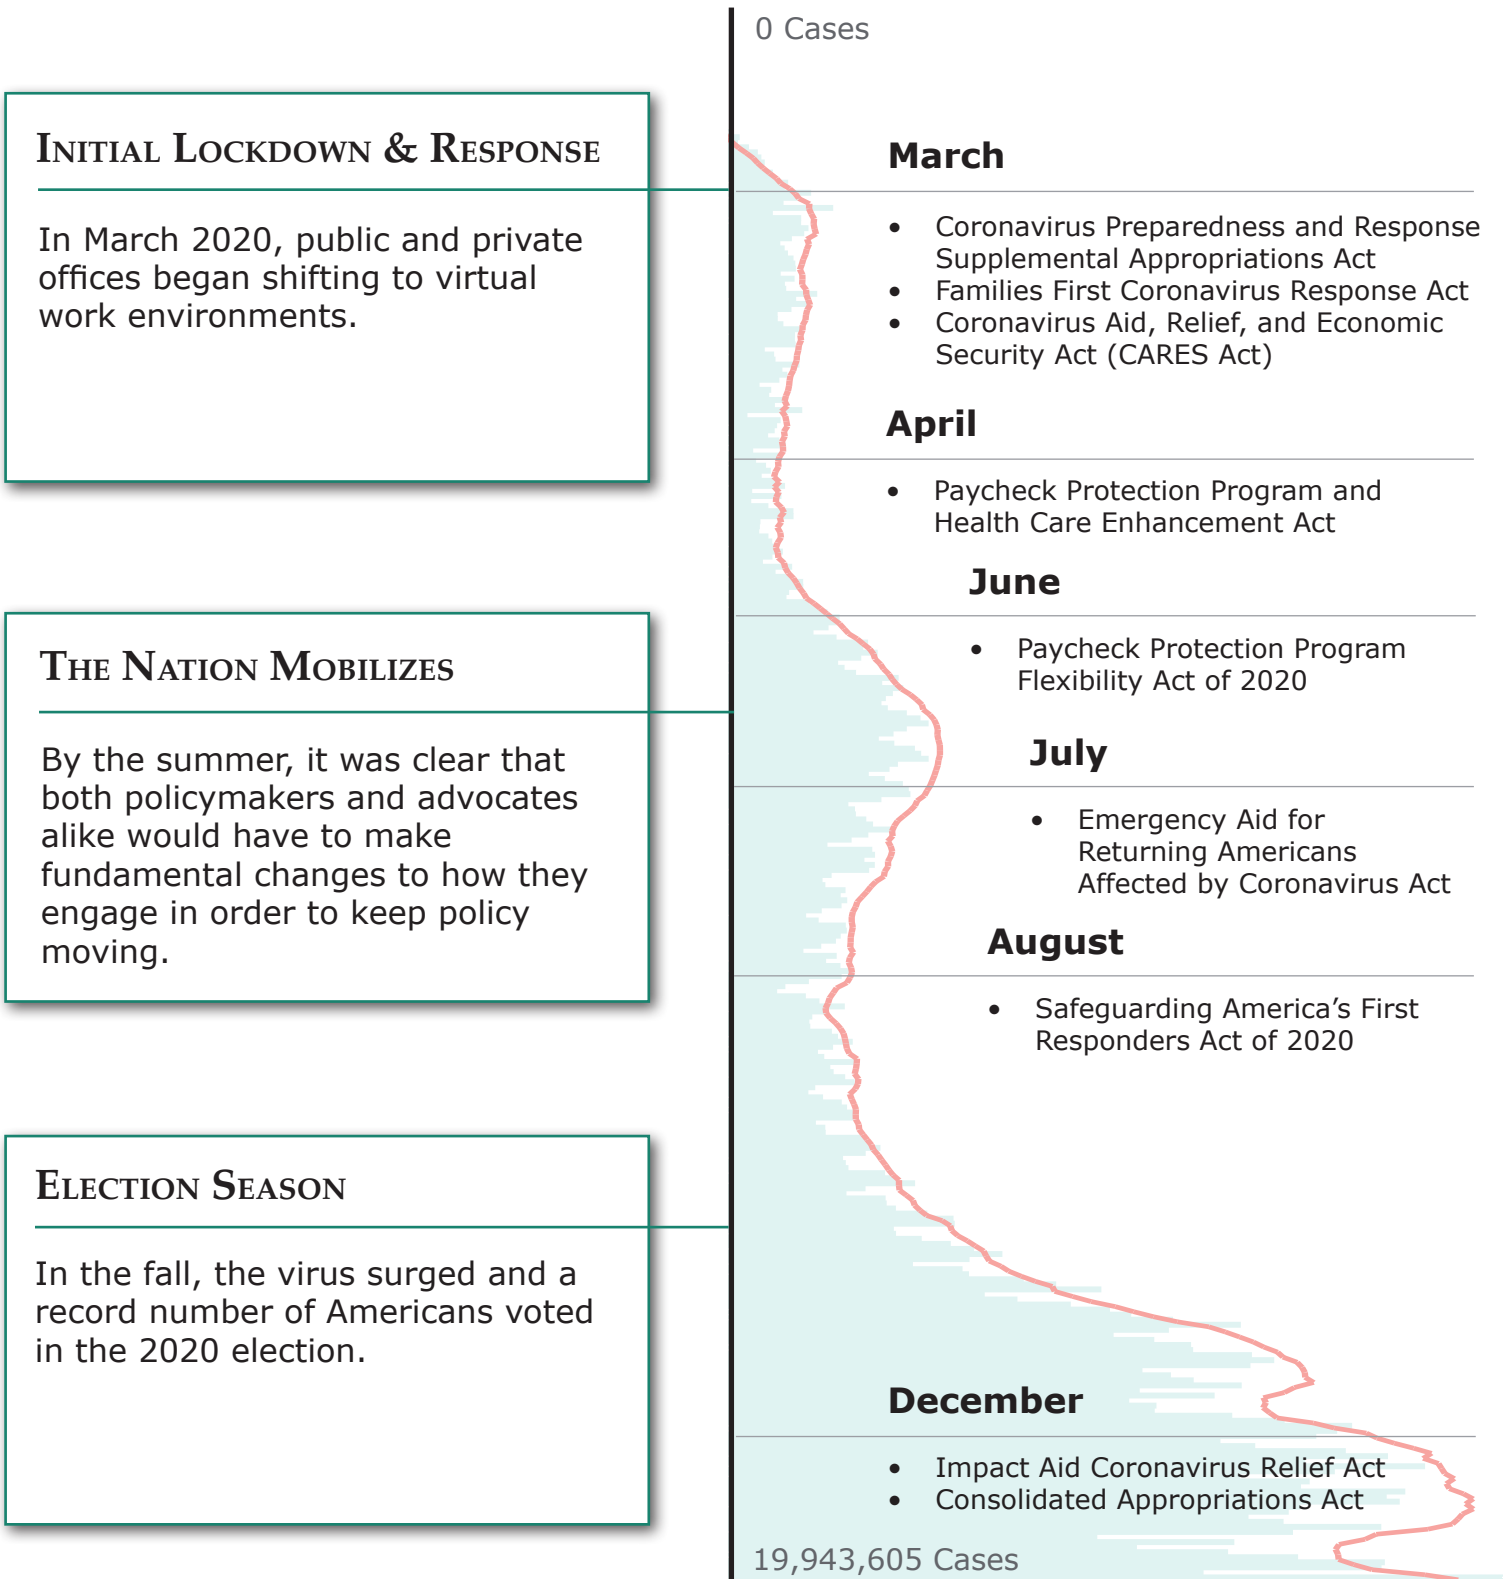 0 Cases
INITIAL LOCKDOWN & RESPONSE
In March 2020, public and private
offices began shifting to virtual
work environments.
March
• Coronavirus Preparedness and Response
Supplemental Appropriations Act
• Families First Coronavirus Response Act
• Coronavirus Aid, Relief, and Economic
Security Act (CARES Act)
April
• Paycheck Protection Program and
Health Care Enhancement Act
June
• Paycheck Protection Program
Flexibility Act of 2020
THE NATION MOBILIZES
By the summer, it was clear that
both policymakers and advocates
alike would have to make
fundamental changes to how they
engage in order to keep policy
moving.
July
• Emergency Aid for
Returning Americans
Affected by Coronavirus Act
August
• Safeguarding America’s First
Responders Act of 2020
ELECTION SEASON
In the fall, the virus surged and a
record number of Americans voted
in the 2020 election.
December
• Impact Aid Coronavirus Relief Act
• Consolidated Appropriations Act
19,943,605 Cases